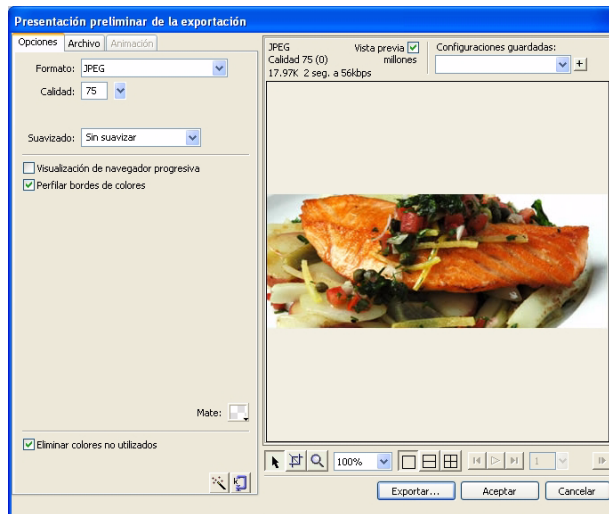 Presentación preliminar de la exportación
Opciones Archivo Animación
Formato: JPEG
Calidad: 75
Suavizado: Sin suavizar
Visualización de navegador progresiva
Perfilar bordes de colores
Mate:
Eliminar colores no utilizados
JPEG Vista previa
Calidad 75 (0) millones
17.97K 2 seg. a 56kbps
Configuraciones guardadas:
100%
1
Exportar... Aceptar Cancelar